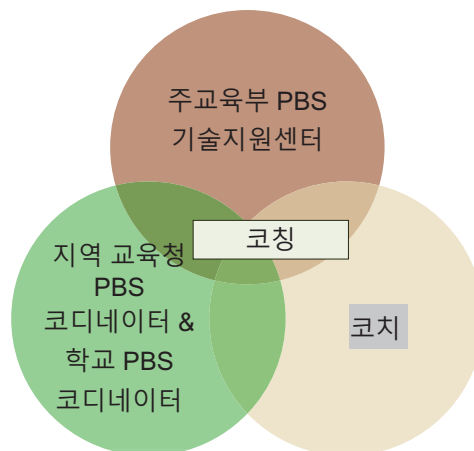 주교육부 PBS
기술지원센터
코칭
지역 교육청
PBS
코디네이터 &
학교 PBS
코디네이터
코치